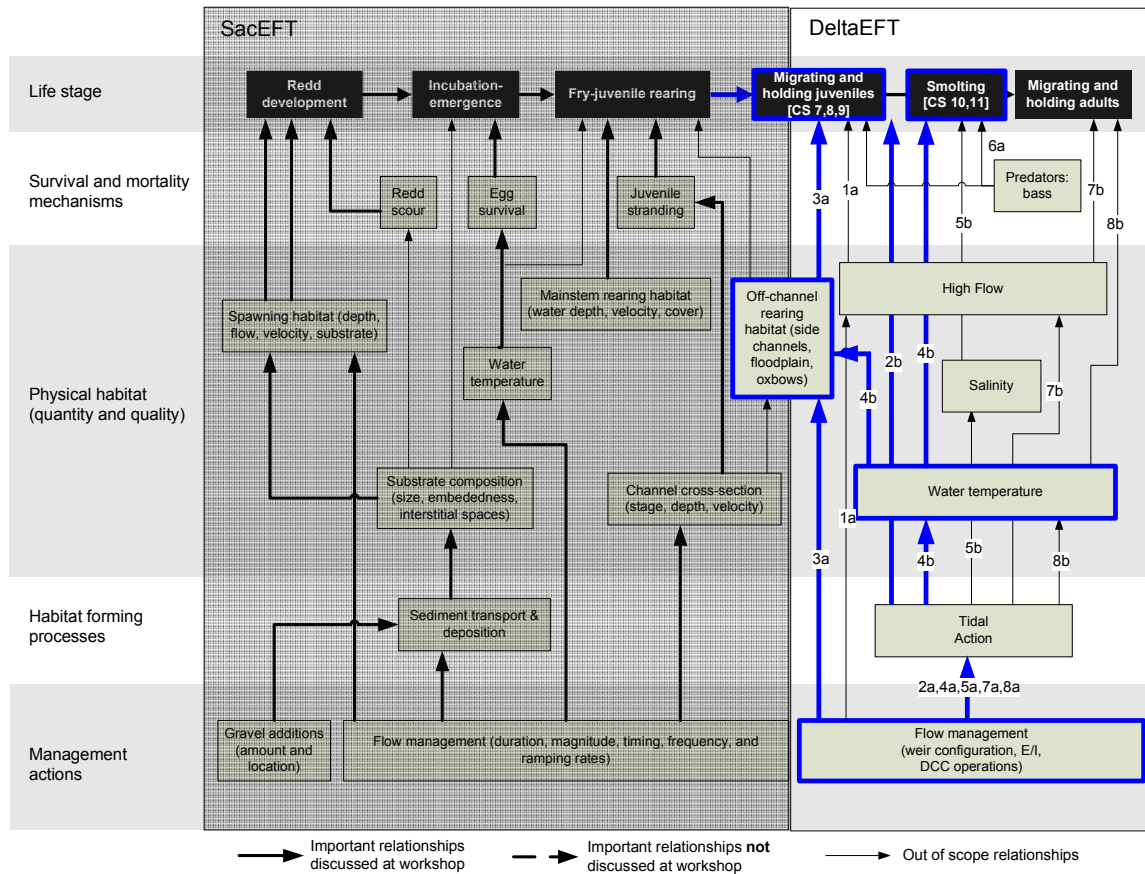 SacEFT
DeltaEFT
Life stage
Redd
development
Incubation-
emergence
Fry-juvenile rearing
Migrating and
holding juveniles
[CS 7,8,9]
Smolting
[CS 10,11]
Migrating and
holding adults
Survival and mortality
mechanisms
Redd
scour
Egg
survival
Juvenile
stranding
3a
1a
6a
Predators:
bass
5b
7b
8b
Physical habitat
(quantity and quality)
Spawning habitat (depth,
flow, velocity, substrate)
Mainstem rearing habitat
(water depth, velocity, cover)
Water
temperature
Off-channel
rearing
habitat (side
channels,
floodplain,
oxbows)
High Flow
2b
4b
Salinity
7b
4b
Substrate composition
(size, embededness,
interstitial spaces)
Channel cross-section
(stage, depth, velocity)
Water temperature
1a
3a
4b
5b
8b
Habitat forming
processes
Sediment transport &
deposition
Tidal
Action
2a,4a,5a,7a,8a
Management
actions
Gravel additions
(amount and
location)
Flow management (duration, magnitude, timing, frequency, and
ramping rates)
Flow management
(weir configuration, E/I,
DCC operations)
Important relationships
discussed at workshop
Important relationships not
discussed at workshop
Out of scope relationships